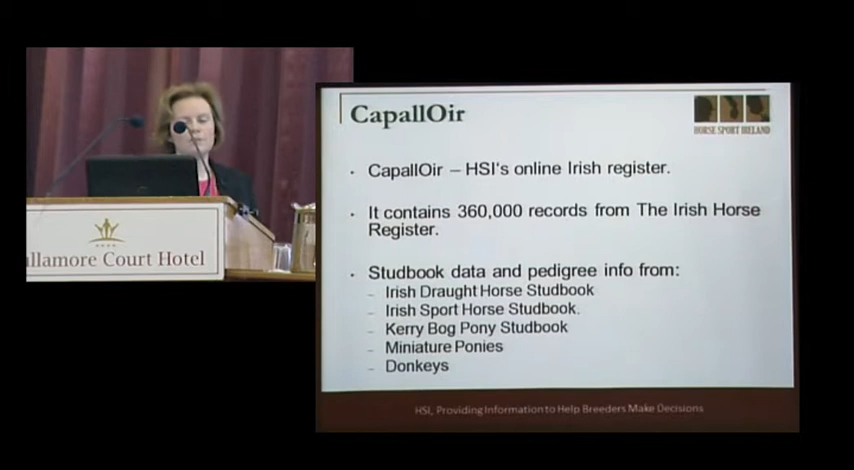 CapallOir
HORSE SPORT IRELAND
· CapallOir – HSI's online Irish register.
· It contains 360,000 records from The Irish Horse
Register.
· Studbook data and pedigree info from:
– Irish Draught Horse Studbook
– Irish Sport Horse Studbook.
– Kerry Bog Pony Studbook
– Miniature Ponies
– Donkeys
HSI, Providing Information to Help Breeders Make Decisions
llamore Court Hotel